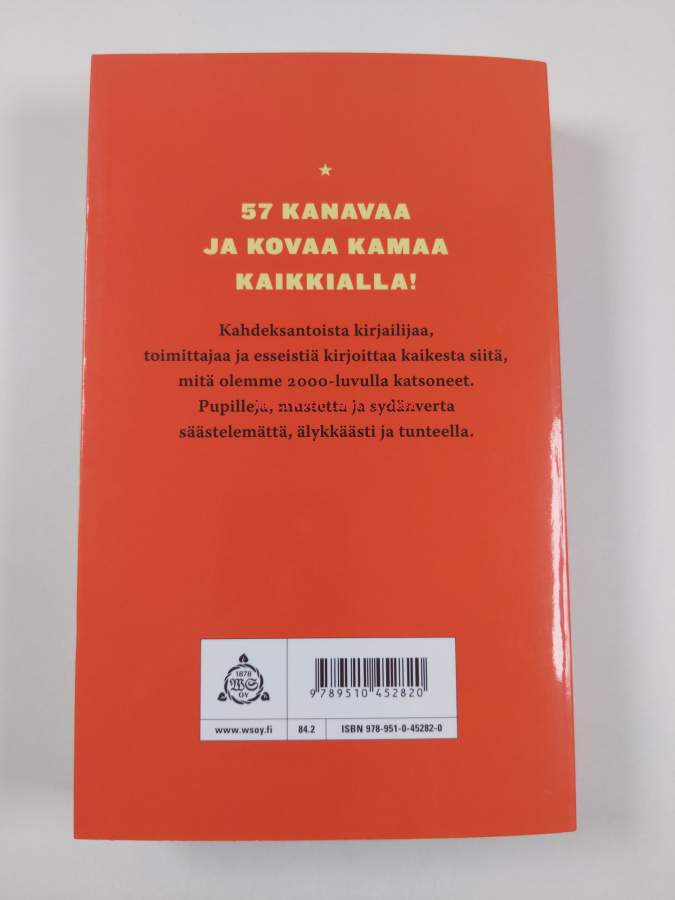 57 KANAVAA
JA KOVAA KAMAA
KAIKKIALLA!
Kahdeksantoista kirjailijaa,
toimittajaa ja esseistiä kirjoittaa kaikesta siitä,
mitä olemme 2000-luvulla katsoneet.
Pupilleja, mustetta ja sydänverta
säästelemättä, älykkäästi ja tunteella.
1878
WS
OY
9 789510 452820
www.wsoy.fi
84.2
ISBN 978-951-0-45282-0